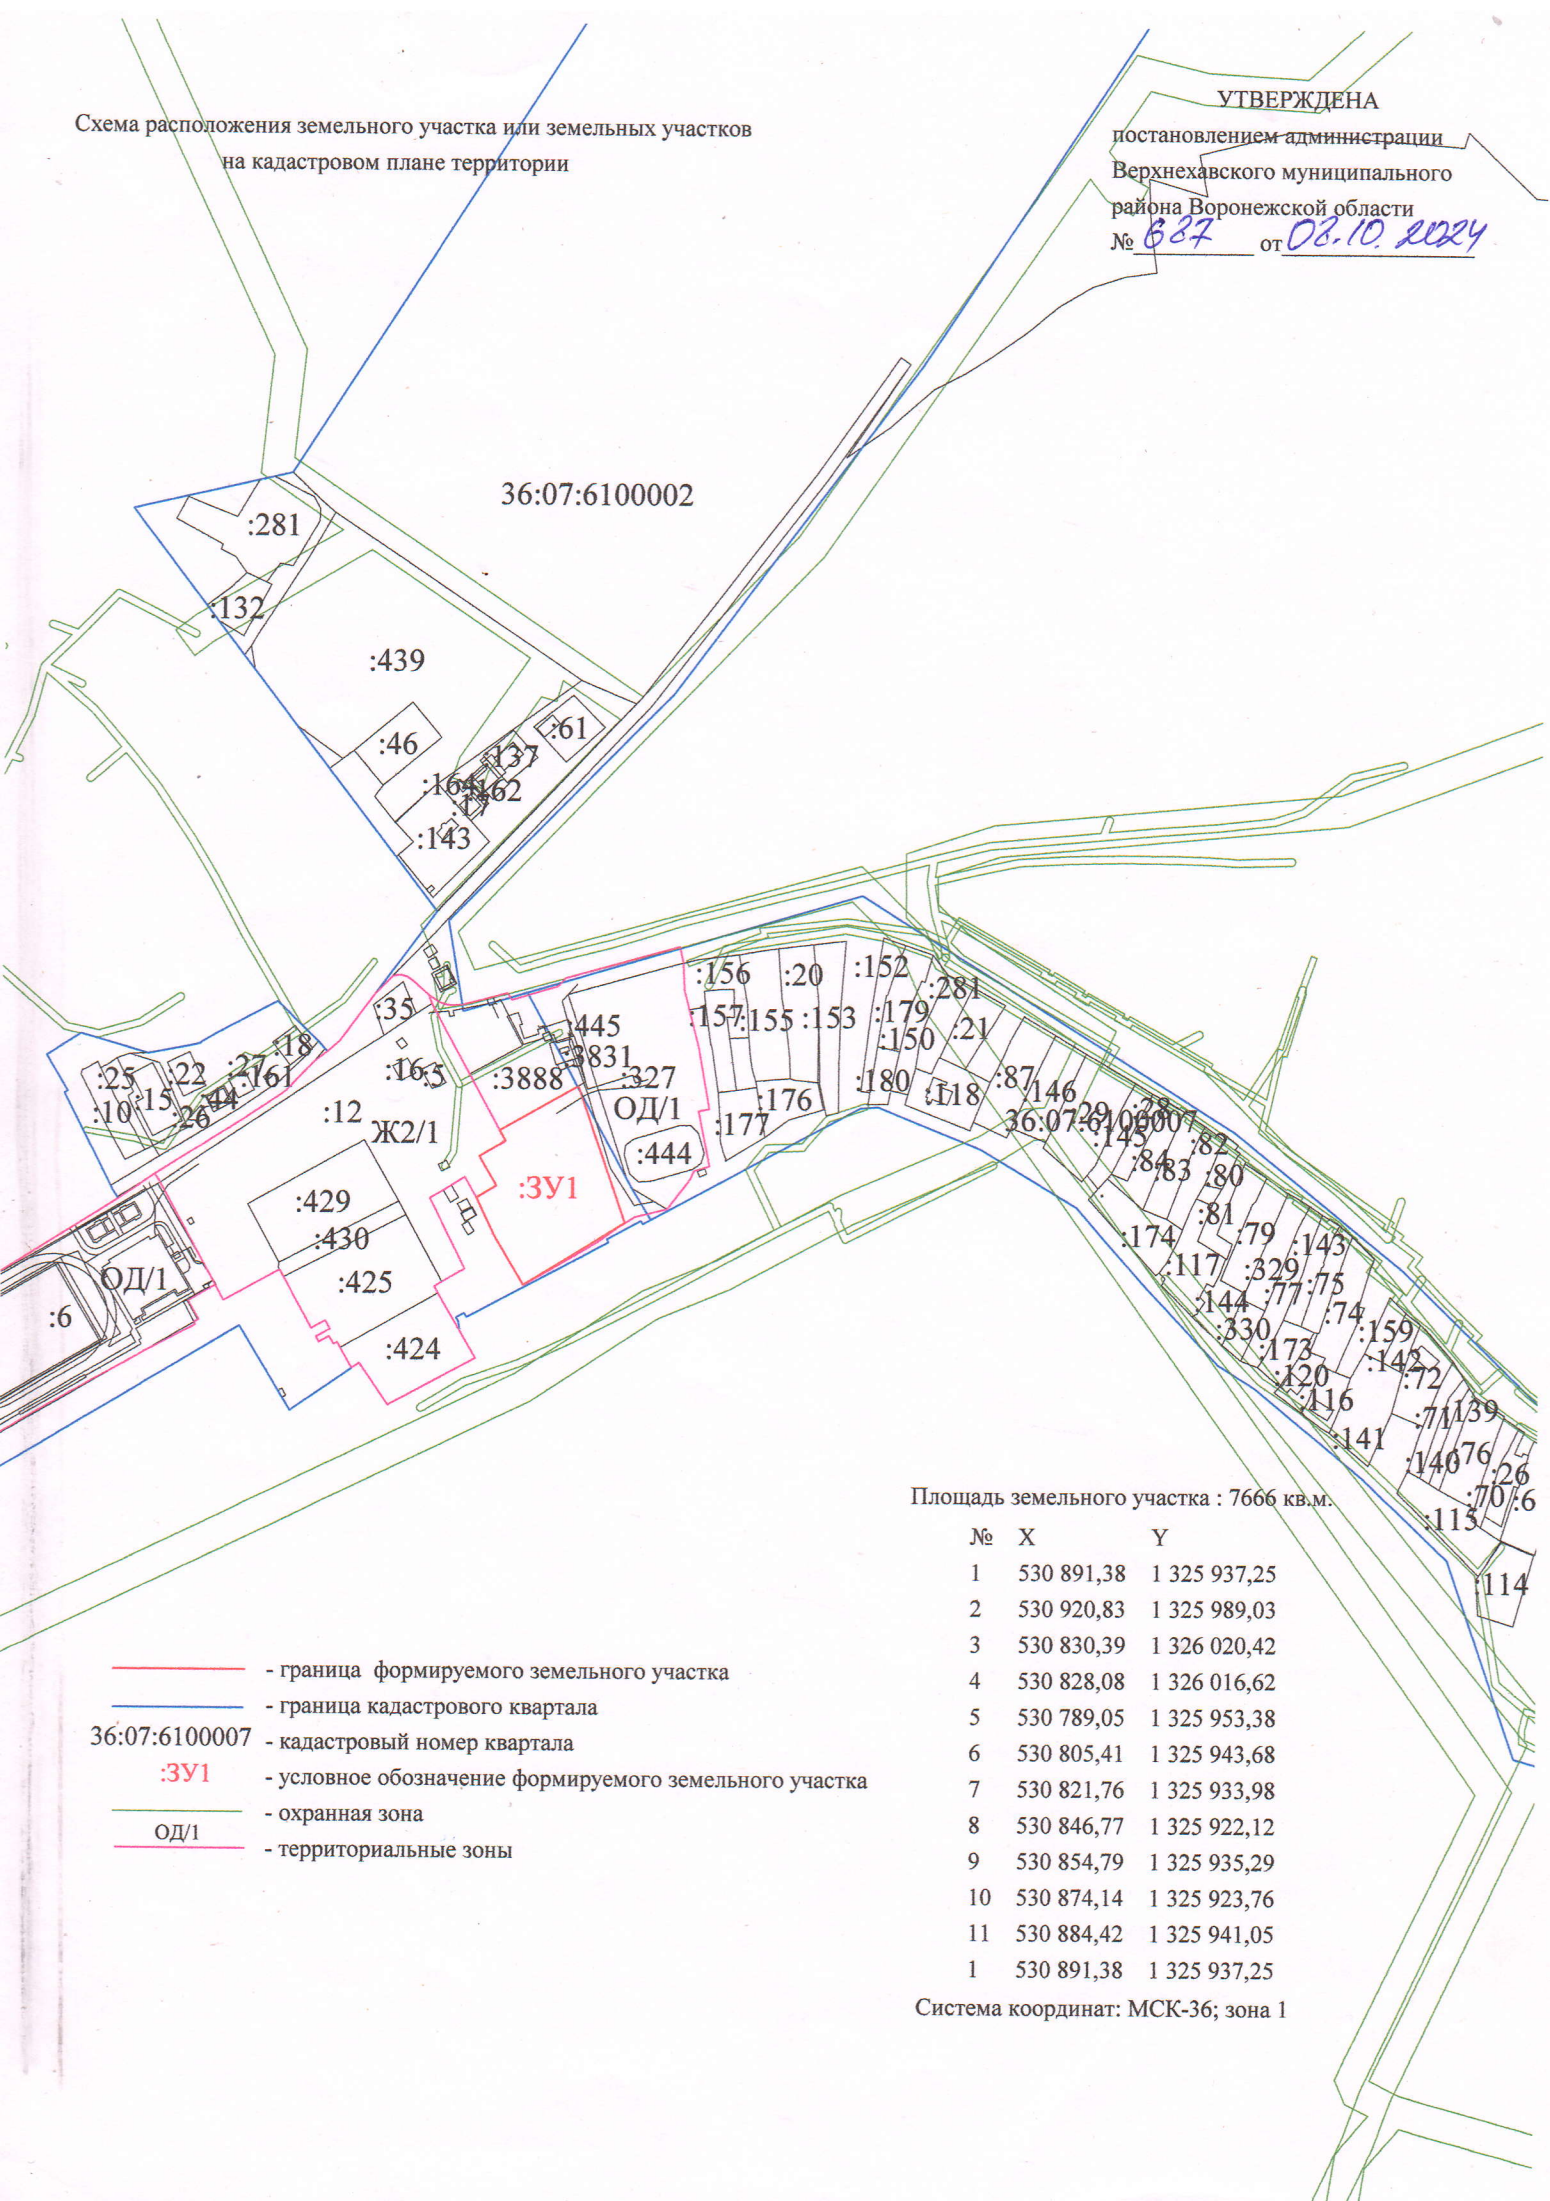 Схема расположения земельного участка или земельных участков
на кадастровом плане территории
УТВЕРЖДЕНА
постановлением администрации
Верхнехавского муниципального
района Воронежской области
№ 687 от 02.10.2024
36:07:6100002
:281
:132
:439
:46
:61
:137
:164
:162
:17
:143
:35
:18
:25
:22
:27
:161
:15
:44
:10
:26
:16
:5
:12
Ж2/1
:3888
:445
:3831
:327
ОД/1
:444
:ЗУ1
:429
:430
:425
:424
ОД/1
:6
:156
:20
:152
:281
:157
:155
:153
:179
:21
:150
:180
:118
:176
:177
:87
:146
:29
:28
36:07:6100007
:145
:82
:84
:83
:80
:81
:174
:79
:143
:117
:329
:75
:77
:144
:74
:330
:159
:173
:142
:120
:72
:116
:71
:139
:141
:140
:76
:26
:70
:6
:115
:114
Площадь земельного участка : 7666 кв.м.
№ X Y
1 530 891,38 1 325 937,25
2 530 920,83 1 325 989,03
3 530 830,39 1 326 020,42
4 530 828,08 1 326 016,62
5 530 789,05 1 325 953,38
6 530 805,41 1 325 943,68
7 530 821,76 1 325 933,98
8 530 846,77 1 325 922,12
9 530 854,79 1 325 935,29
10 530 874,14 1 325 923,76
11 530 884,42 1 325 941,05
1 530 891,38 1 325 937,25
Система координат: МСК-36; зона 1
- граница формируемого земельного участка
- граница кадастрового квартала
36:07:6100007 - кадастровый номер квартала
:ЗУ1 - условное обозначение формируемого земельного участка
- охранная зона
ОД/1 - территориальные зоны